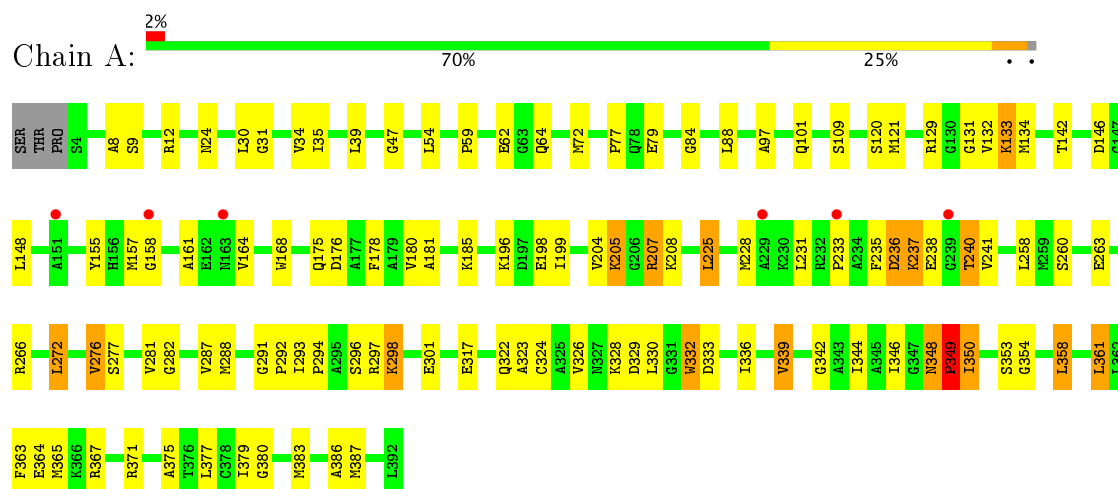 2%
Chain A:
70% 25% • •
SER THR PRO S4 A8 S9 R12 N24 L30 G31 V34 I35 L39 G47 L54 P59 E62 G63 Q64 M72 P77 Q78 E79 G84 L88 A97 Q101 S109 S120 M121 R129 G130 G131 V132 K133 M134 T142 D146 G147
L148 A151 Y155 H156 M157 G158 A161 E162 N163 V164 W168 Q175 D176 A177 F178 A179 V180 A181 K185 K196 D197 E198 I199 V204 K205 G206 R207 K208 L225 M228 A229 K230 L231 R232 P233 A234 F235 D236 K237 E238 G239 T240 V241 L258 M259 S260 E263
R266 L272 V276 S277 V281 G282 V287 M288 G291 P292 I293 P294 A295 S296 R297 K298 E301 E317 Q322 A323 C324 A325 V326 N327 K328 D329 L330 G331 W332 D333 I336 V339 G342 A343 I344 A345 I346 G347 N348 P349 I350 S353 G354 L358 L361 L362
F363 E364 M365 K366 R367 R371 A375 T376 L377 C378 I379 G380 M383 A386 M387 L392